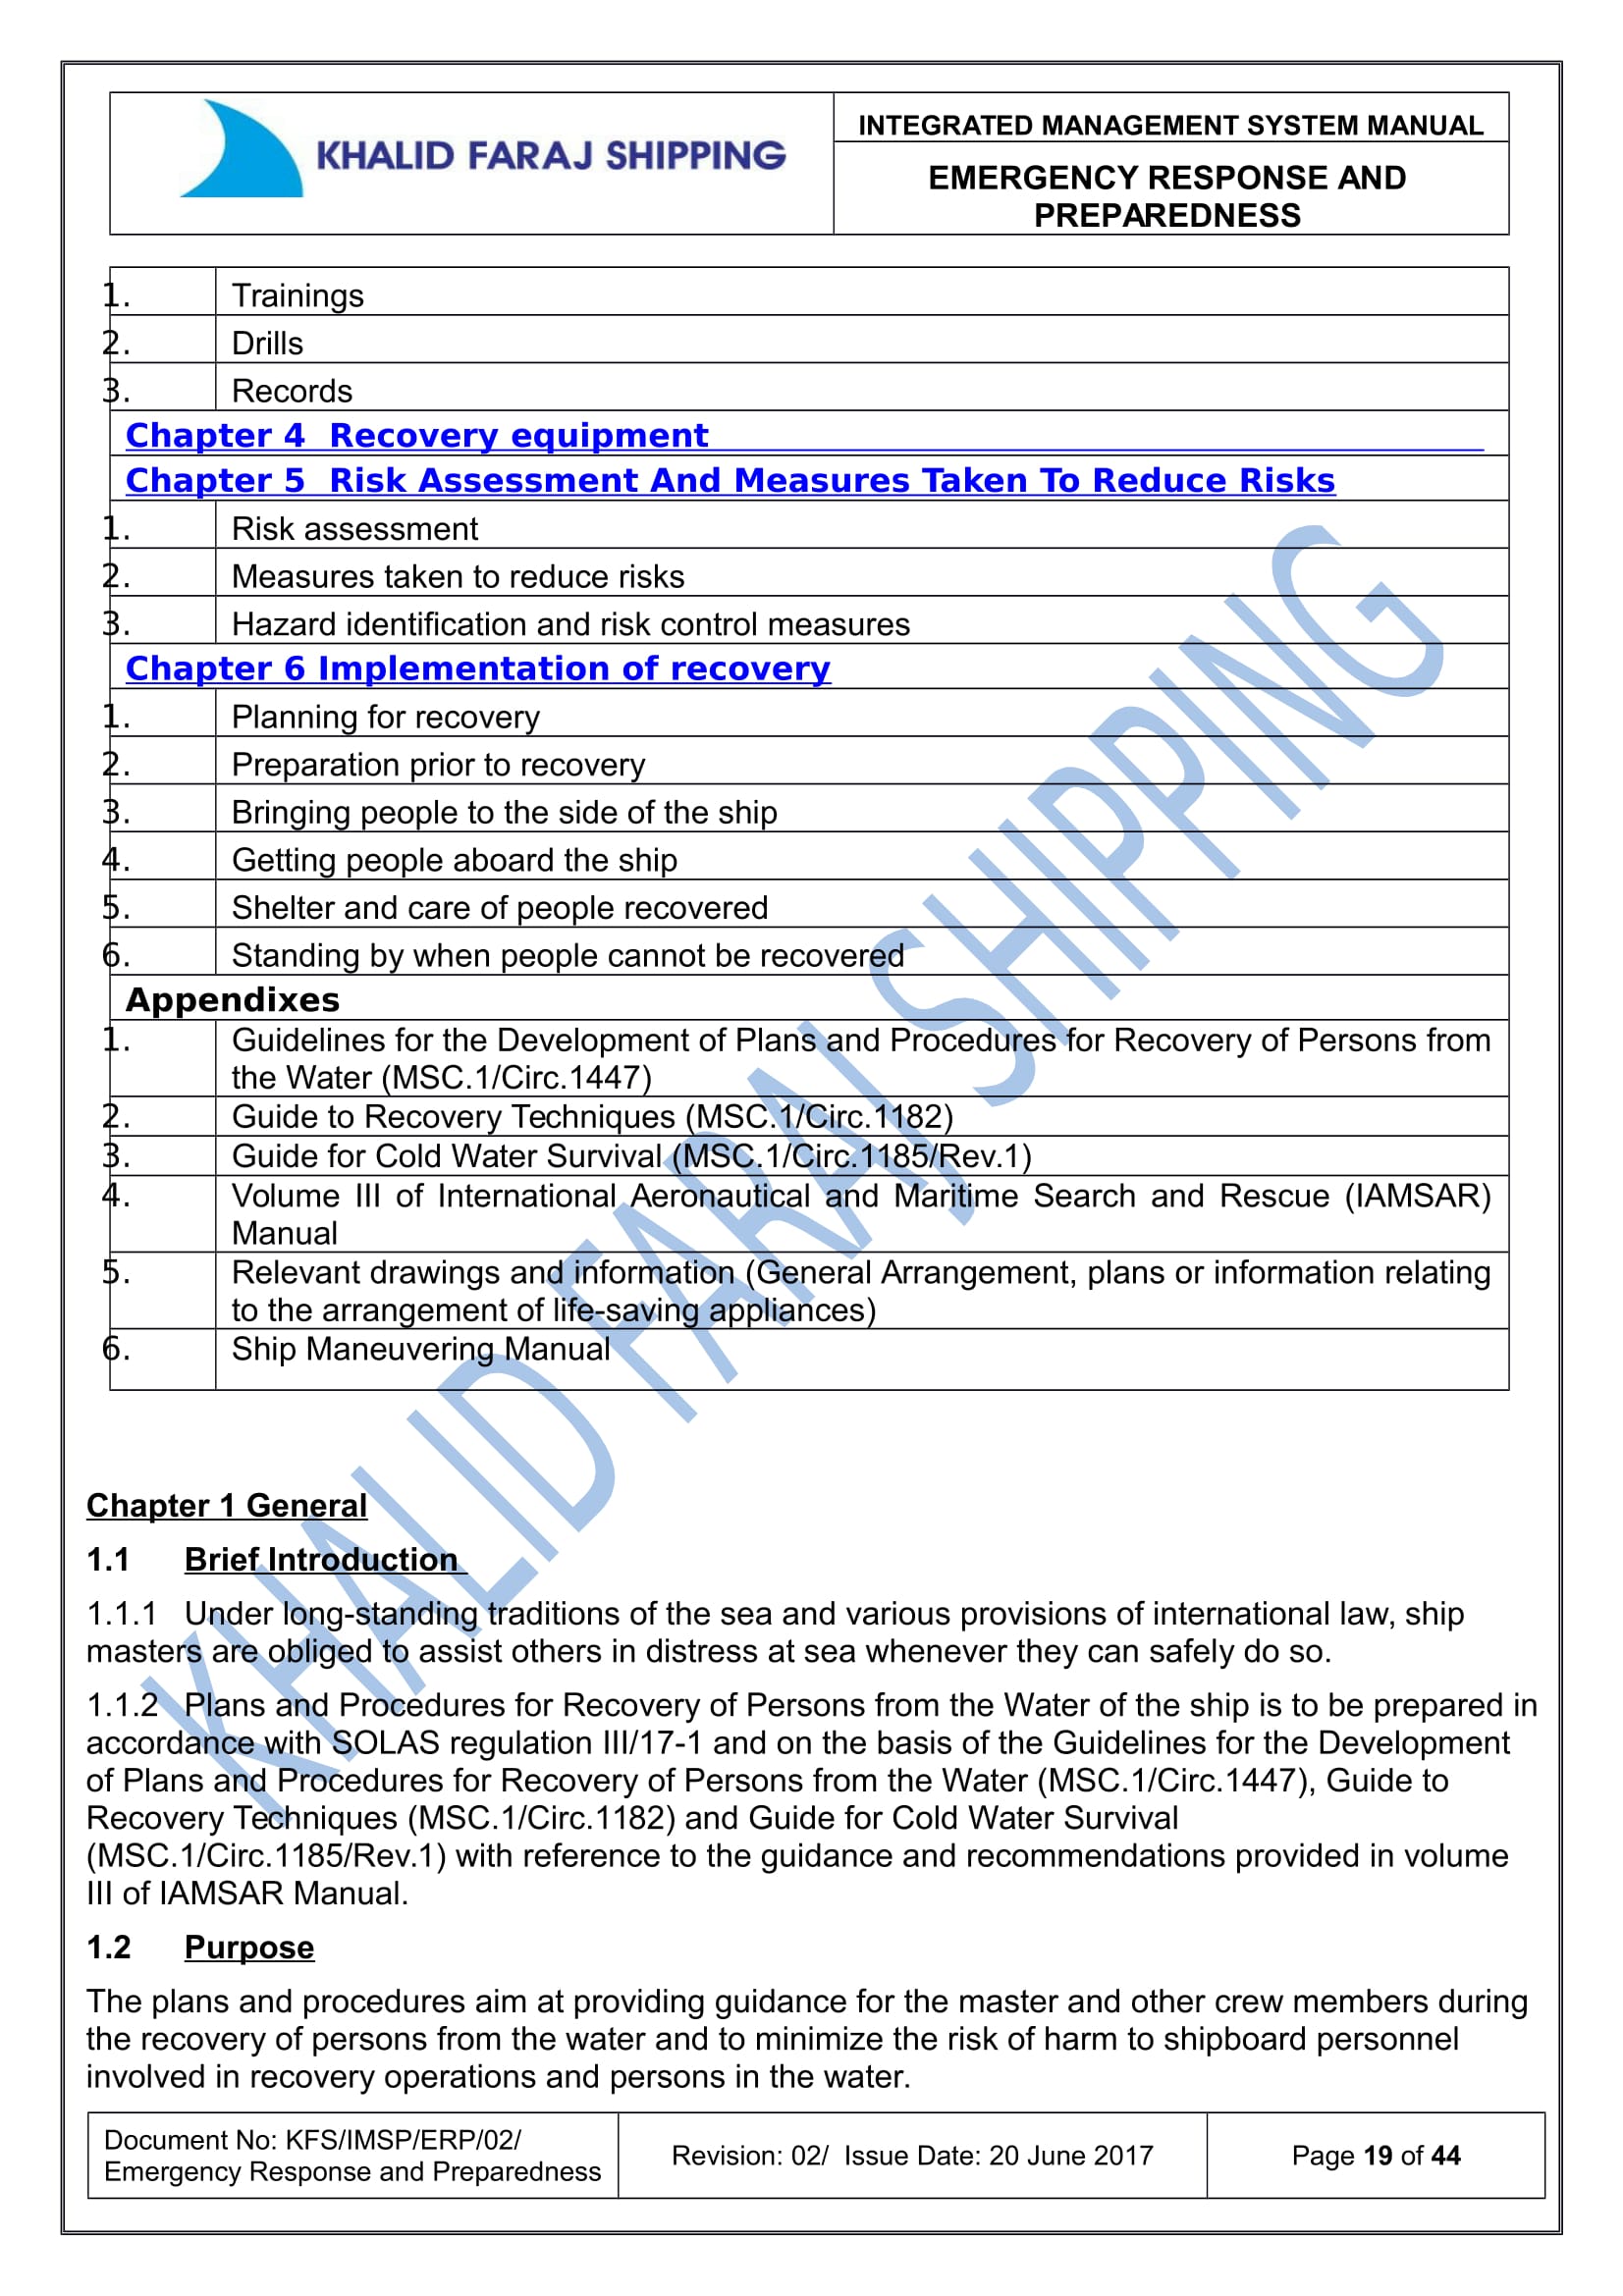 KHALID FARAJ SHIPPING
INTEGRATED MANAGEMENT SYSTEM MANUAL
EMERGENCY RESPONSE AND
PREPAREDNESS
1. Trainings
2. Drills
3. Records
Chapter 4  Recovery equipment
Chapter 5  Risk Assessment And Measures Taken To Reduce Risks
1. Risk assessment
2. Measures taken to reduce risks
3. Hazard identification and risk control measures
Chapter 6 Implementation of recovery
1. Planning for recovery
2. Preparation prior to recovery
3. Bringing people to the side of the ship
4. Getting people aboard the ship
5. Shelter and care of people recovered
6. Standing by when people cannot be recovered
Appendixes
1. Guidelines for the Development of Plans and Procedures for Recovery of Persons from
the Water (MSC.1/Circ.1447)
2. Guide to Recovery Techniques (MSC.1/Circ.1182)
3. Guide for Cold Water Survival (MSC.1/Circ.1185/Rev.1)
4. Volume III of International Aeronautical and Maritime Search and Rescue (IAMSAR)
Manual
5. Relevant drawings and information (General Arrangement, plans or information relating
to the arrangement of life-saving appliances)
6. Ship Maneuvering Manual
KHALID FARAJ SHIPPING
Chapter 1 General
1.1 Brief Introduction
1.1.1 Under long-standing traditions of the sea and various provisions of international law, ship
masters are obliged to assist others in distress at sea whenever they can safely do so.
1.1.2 Plans and Procedures for Recovery of Persons from the Water of the ship is to be prepared in
accordance with SOLAS regulation III/17-1 and on the basis of the Guidelines for the Development
of Plans and Procedures for Recovery of Persons from the Water (MSC.1/Circ.1447), Guide to
Recovery Techniques (MSC.1/Circ.1182) and Guide for Cold Water Survival
(MSC.1/Circ.1185/Rev.1) with reference to the guidance and recommendations provided in volume
III of IAMSAR Manual.
1.2 Purpose
The plans and procedures aim at providing guidance for the master and other crew members during
the recovery of persons from the water and to minimize the risk of harm to shipboard personnel
involved in recovery operations and persons in the water.
Document No: KFS/IMSP/ERP/02/
Emergency Response and Preparedness
Revision: 02/  Issue Date: 20 June 2017
Page 19 of 44